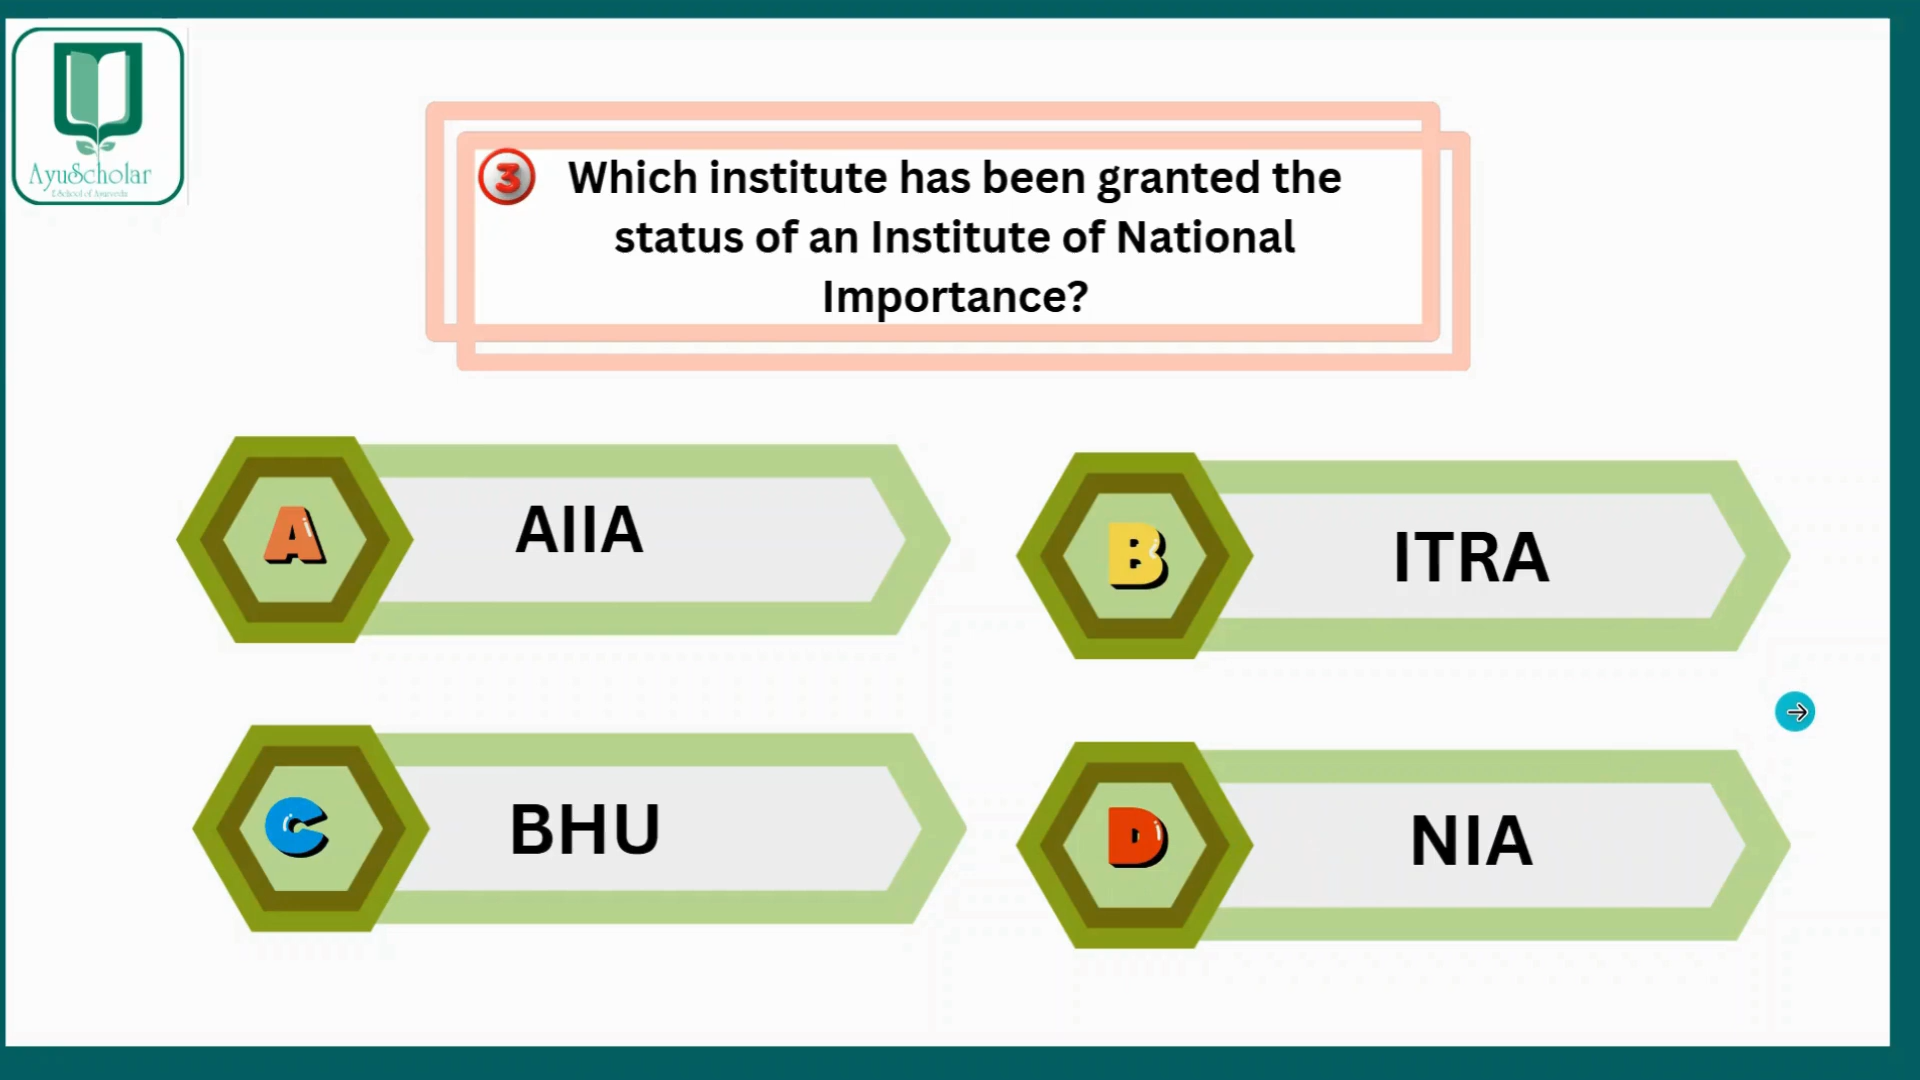 AyuScholar
3 Which institute has been granted the
status of an Institute of National
Importance?
A AIIA
B ITRA
C BHU
D NIA